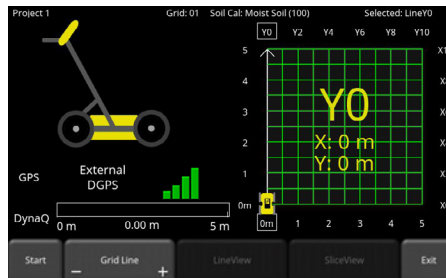 Project 1 Grid: 01 Soil Cal: Moist Soil (100) Selected: LineY0
Y0 Y2 Y4 Y6 Y8 Y10
5
4
3
2
1
0m
Y0
X: 0 m
Y: 0 m
0m 1 2 3 4 5
GPS External
DGPS
DynaQ
0 m 0.00 m 5 m
Start
− Grid Line +
LineView
SliceView
Exit